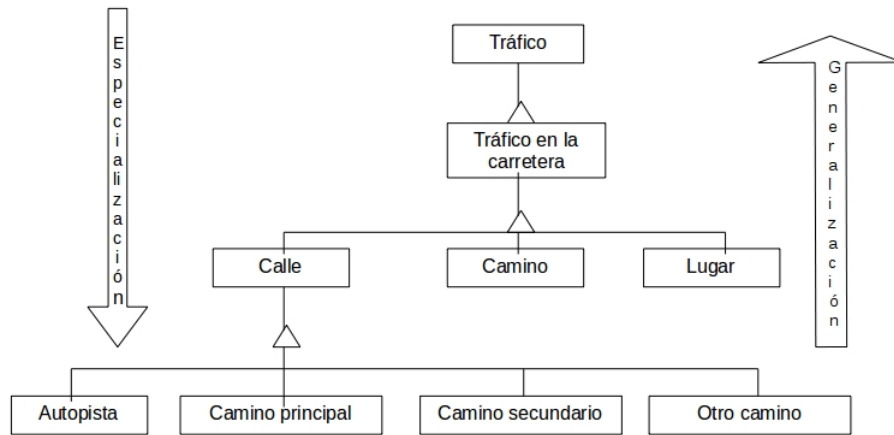 Especialización
Tráfico
Generalización
Tráfico en la
carretera
Calle
Camino
Lugar
Autopista
Camino principal
Camino secundario
Otro camino